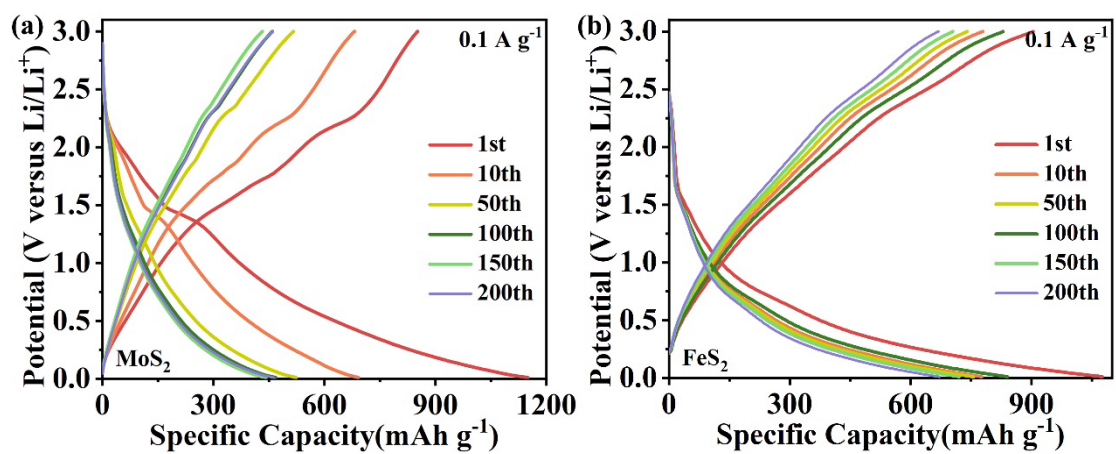 (a)
0.1 A g⁻¹
3.0
2.5
2.0
1.5
1.0
0.5
0.0
Potential (V versus Li/Li⁺)
1st
10th
50th
100th
150th
200th
MoS₂
0 300 600 900 1200
Specific Capacity(mAh g⁻¹)
(b)
0.1 A g⁻¹
3.0
2.5
2.0
1.5
1.0
0.5
0.0
Potential (V versus Li/Li⁺)
1st
10th
50th
100th
150th
200th
FeS₂
0 300 600 900
Specific Capacity(mAh g⁻¹)